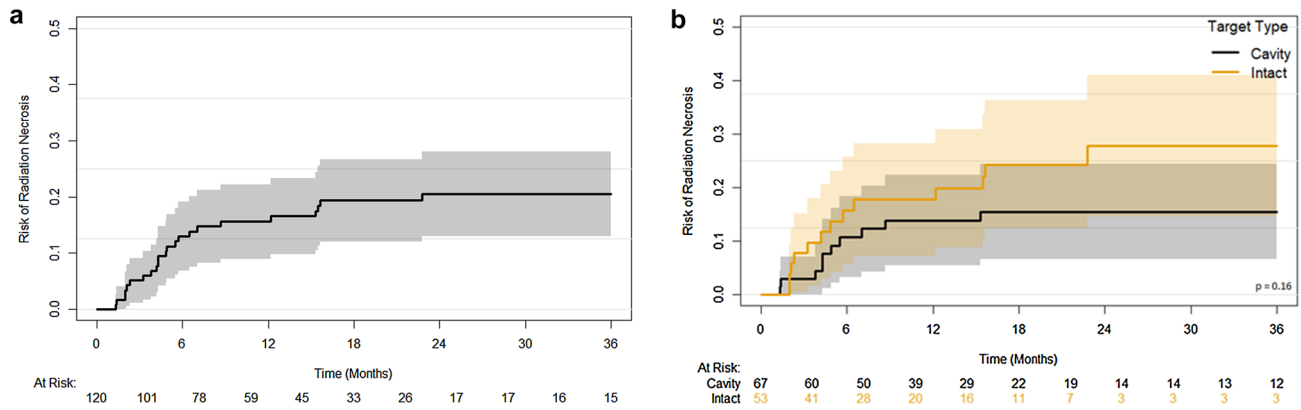 a
Risk of Radiation Necrosis
0.5
0.4
0.3
0.2
0.1
0.0
0 6 12 18 24 30 36
Time (Months)
At Risk:
120 101 78 59 45 33 26 17 17 16 15
b
Risk of Radiation Necrosis
0.5
0.4
0.3
0.2
0.1
0.0
Target Type
Cavity
Intact
p = 0.16
0 6 12 18 24 30 36
Time (Months)
At Risk:
Cavity 67 60 50 39 29 22 19 14 14 13 12
Intact 53 41 28 20 16 11 7 3 3 3 3